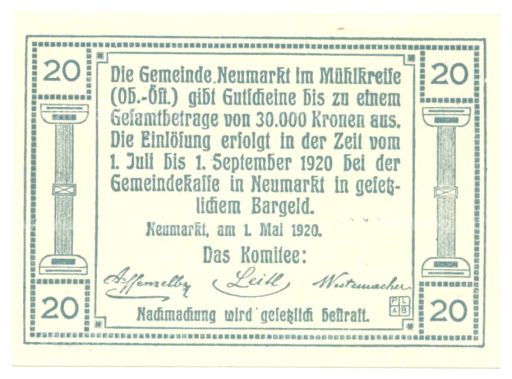 20 20
Die Gemeinde Neumarkt im Mühlkreise
(Ob.-Öst.) gibt Gutscheine bis zu einem
Gesamtbetrage von 30.000 Kronen aus.
Die Einlösung erfolgt in der Zeit vom
1. Juli bis 1. September 1920 bei der
Gemeindekasse in Neumarkt in gesetz-
lichem Bargeld.
Neumarkt, am 1. Mai 1920.
Das Komitee:
Leitl
20 20
Nachmachung wird gesetzlich bestraft.
P L
A B